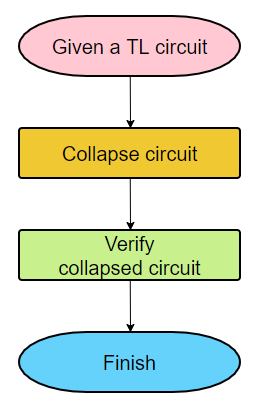 Given a TL circuit
Collapse circuit
Verify
collapsed circuit
Finish